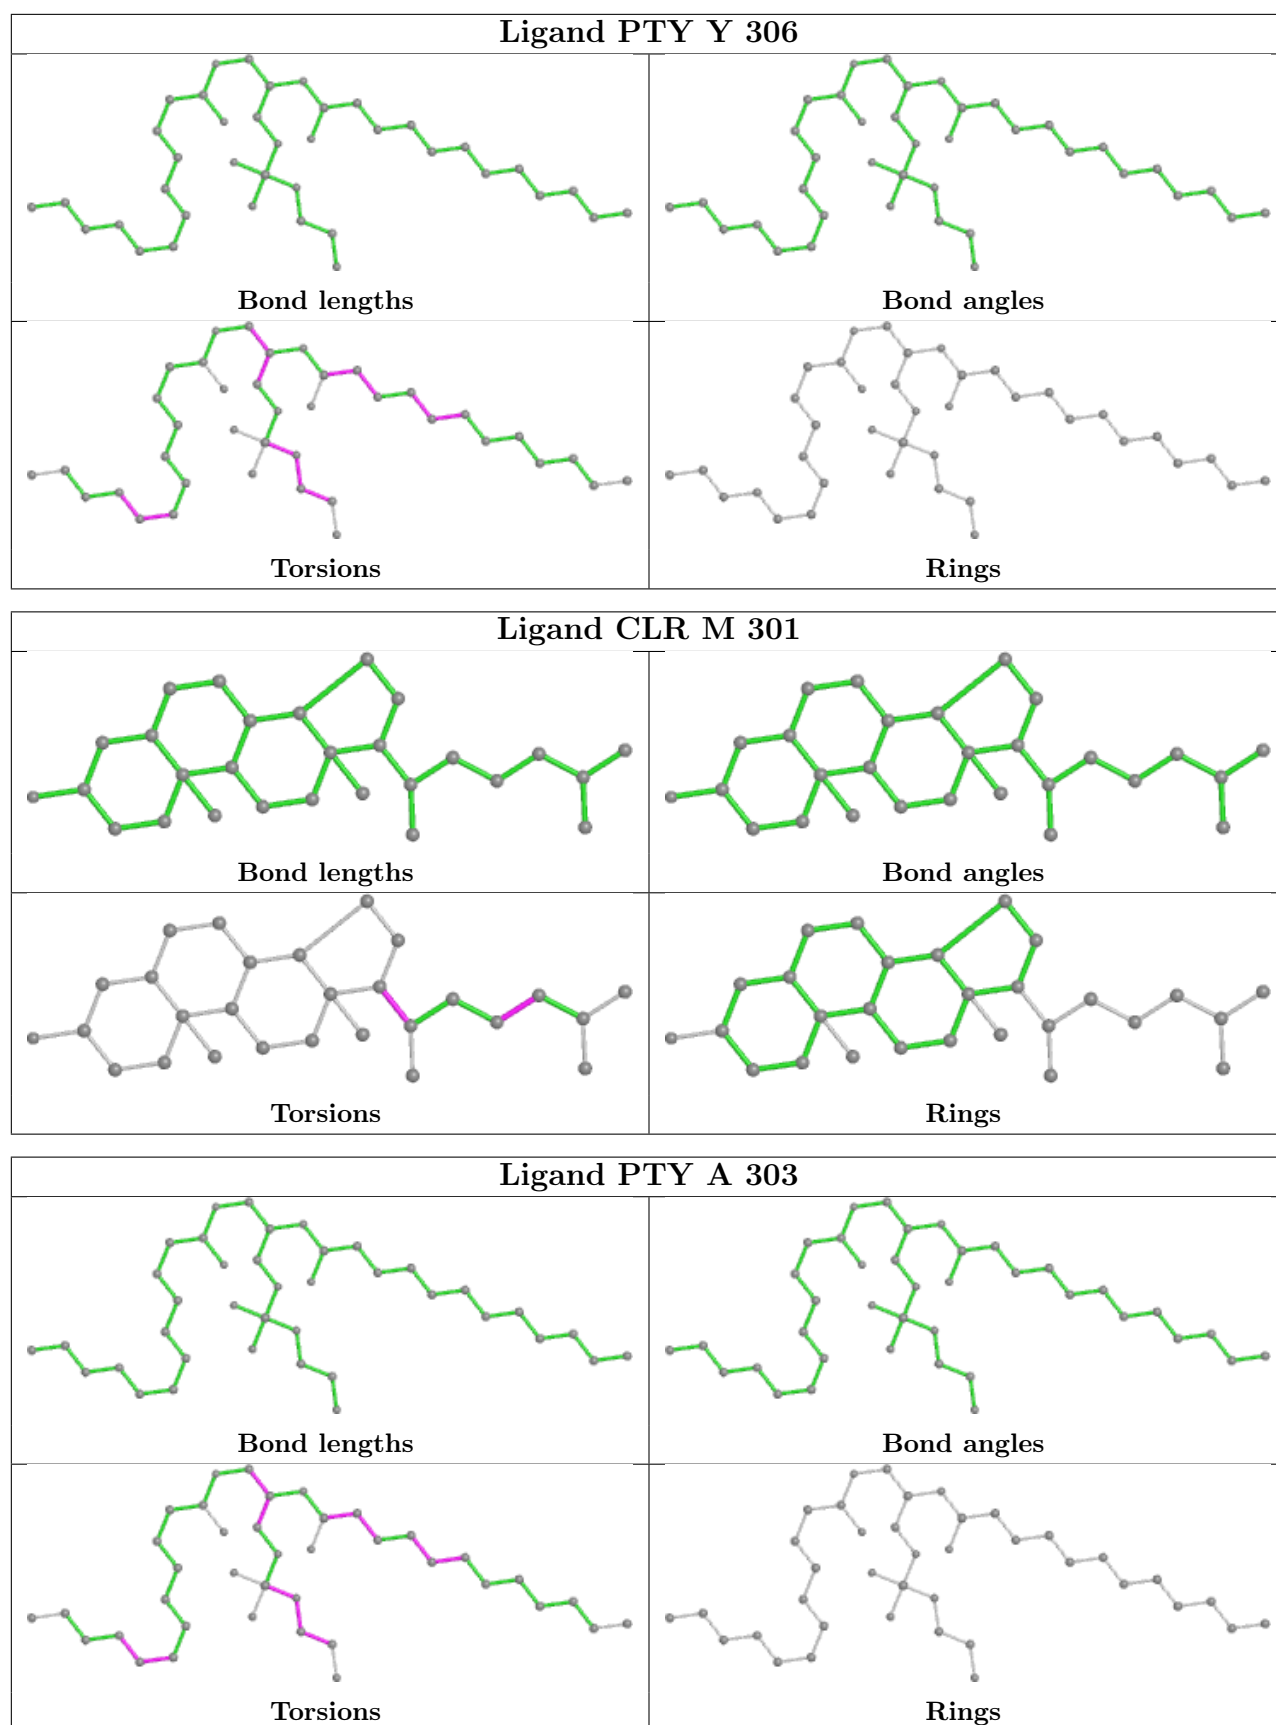 Ligand PTY Y 306
Bond lengths
Bond angles
Torsions
Rings
Ligand CLR M 301
Bond lengths
Bond angles
Torsions
Rings
Ligand PTY A 303
Bond lengths
Bond angles
Torsions
Rings